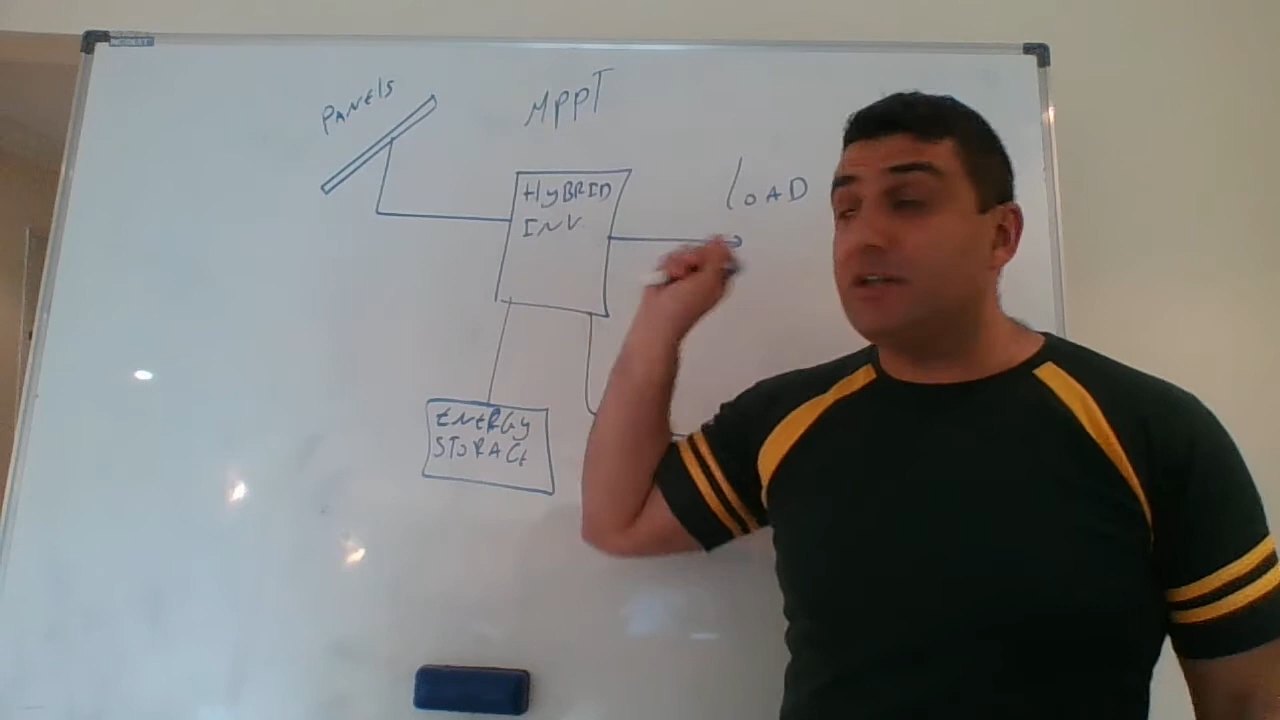 PANELS
MPPT
HYBRID
INV
LOAD
ENERGY
STORAGE